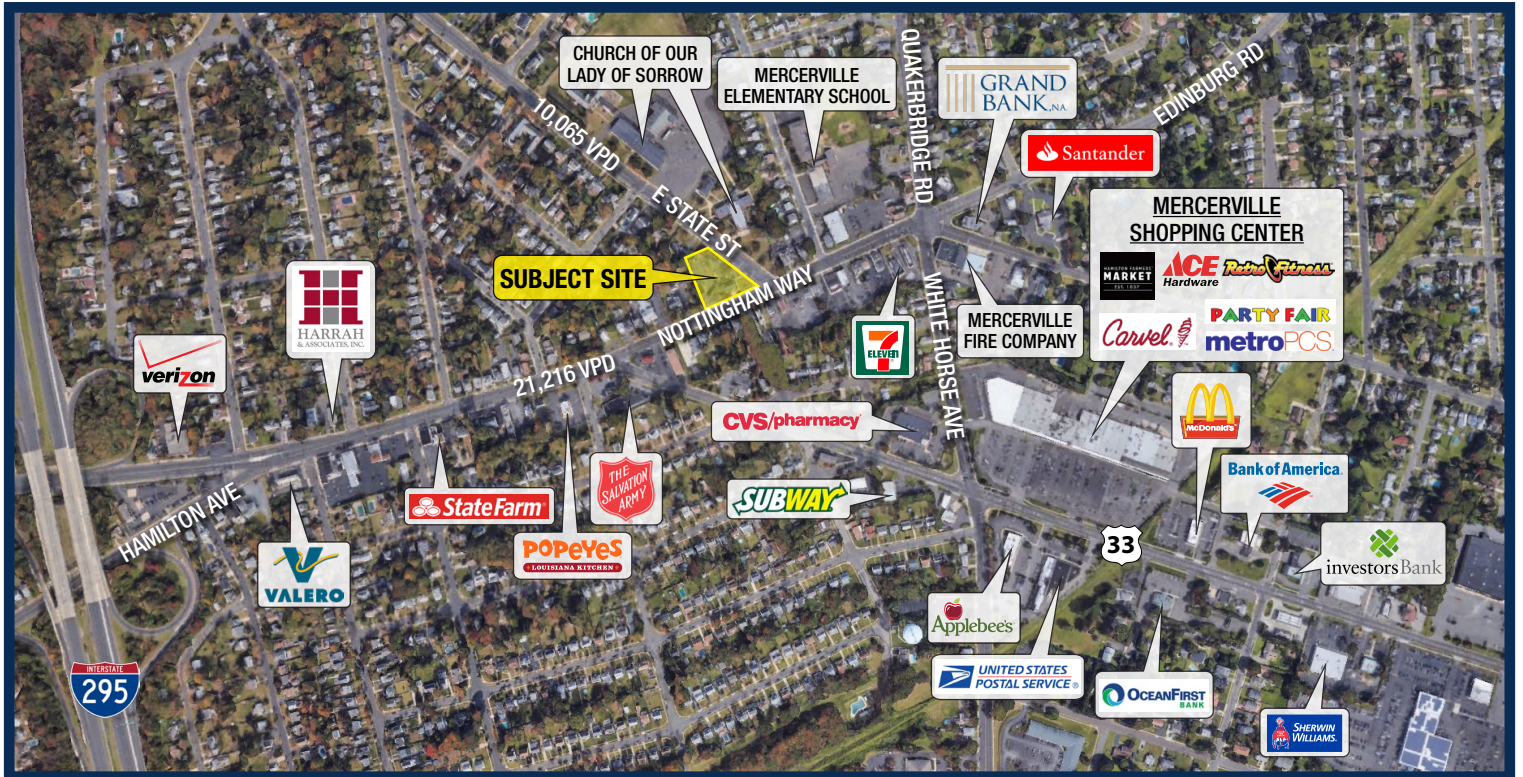 CHURCH OF OUR
LADY OF SORROW
MERCERVILLE
ELEMENTARY SCHOOL
QUAKERBRIDGE RD
GRAND
BANK,NA.
EDINBURG RD
10,065 VPD
Santander
E STATE ST
MERCERVILLE
SHOPPING CENTER
HAMILTON FARMERS
MARKET
EST. 1937
ACE
Hardware
Retro Fitness
Carvel
PARTY FAIR
metroPCS.
SUBJECT SITE
NOTTINGHAM WAY
WHITE HORSE AVE
7
ELEVEN
MERCERVILLE
FIRE COMPANY
HARRAH
& ASSOCIATES, INC.
verizon
21,216 VPD
CVS/pharmacy
McDonald's
Bank of America
THE
SALVATION
ARMY
StateFarm
SUBWAY
HAMILTON AVE
POPEYES
LOUISIANA KITCHEN
VALERO
33
investorsBank
Applebee's
INTERSTATE
295
UNITED STATES
POSTAL SERVICE®
OCEANFIRST
BANK
SHERWIN
WILLIAMS.